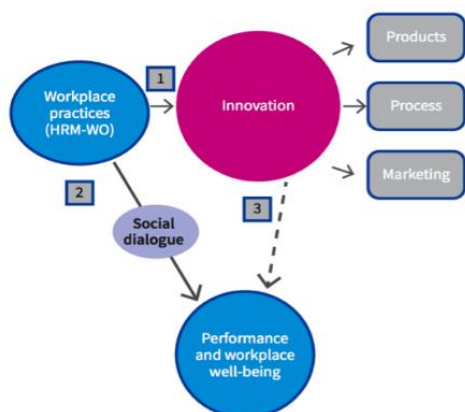 Products
1
Workplace
practices
(HRM-WO)
Innovation
Process
2
Marketing
3
Social
dialogue
Performance
and workplace
well-being